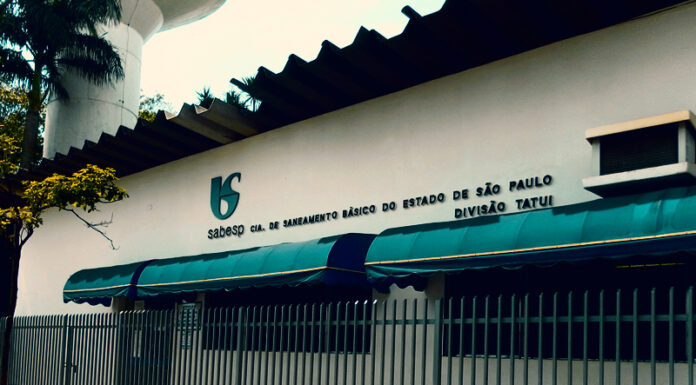 sabesp CIA. DE SANEAMENTO BÁSICO DO ESTADO DE SÃO PAULO
DIVISÃO TATUI